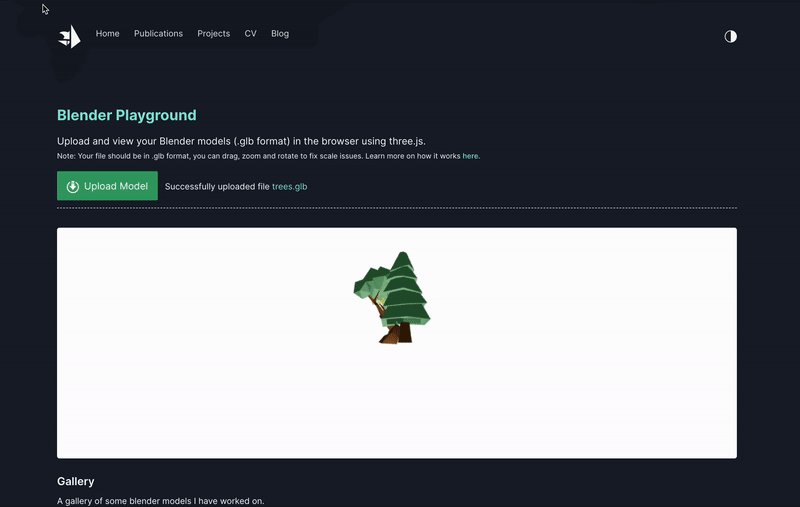 Home Publications Projects CV Blog
Blender Playground
Upload and view your Blender models (.glb format) in the browser using three.js.
Note: Your file should be in .glb format, you can drag, zoom and rotate to fix scale issues. Learn more on how it works here.
Upload Model Successfully uploaded file trees.glb
Gallery
A gallery of some blender models I have worked on.